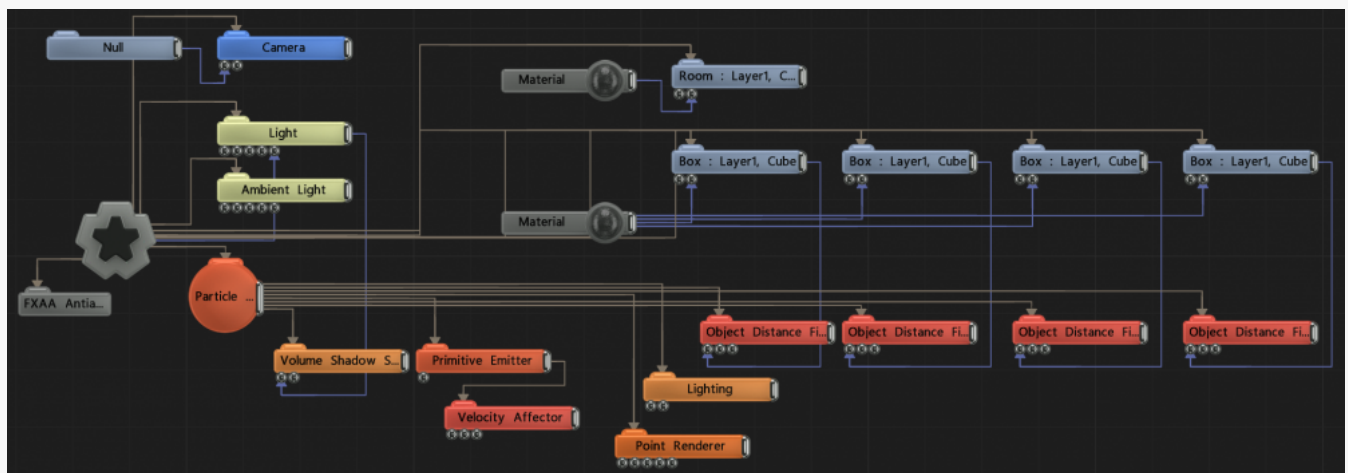 Null
Camera
Material
Room : Layer1, C...
Light
Box : Layer1, Cube
Box : Layer1, Cube
Box : Layer1, Cube
Box : Layer1, Cube
Ambient Light
Material
Particle ...
FXAA Antia...
Object Distance Fi...
Object Distance Fi...
Object Distance Fi...
Object Distance Fi...
Volume Shadow S...
Primitive Emitter
Lighting
Velocity Affector
Point Renderer